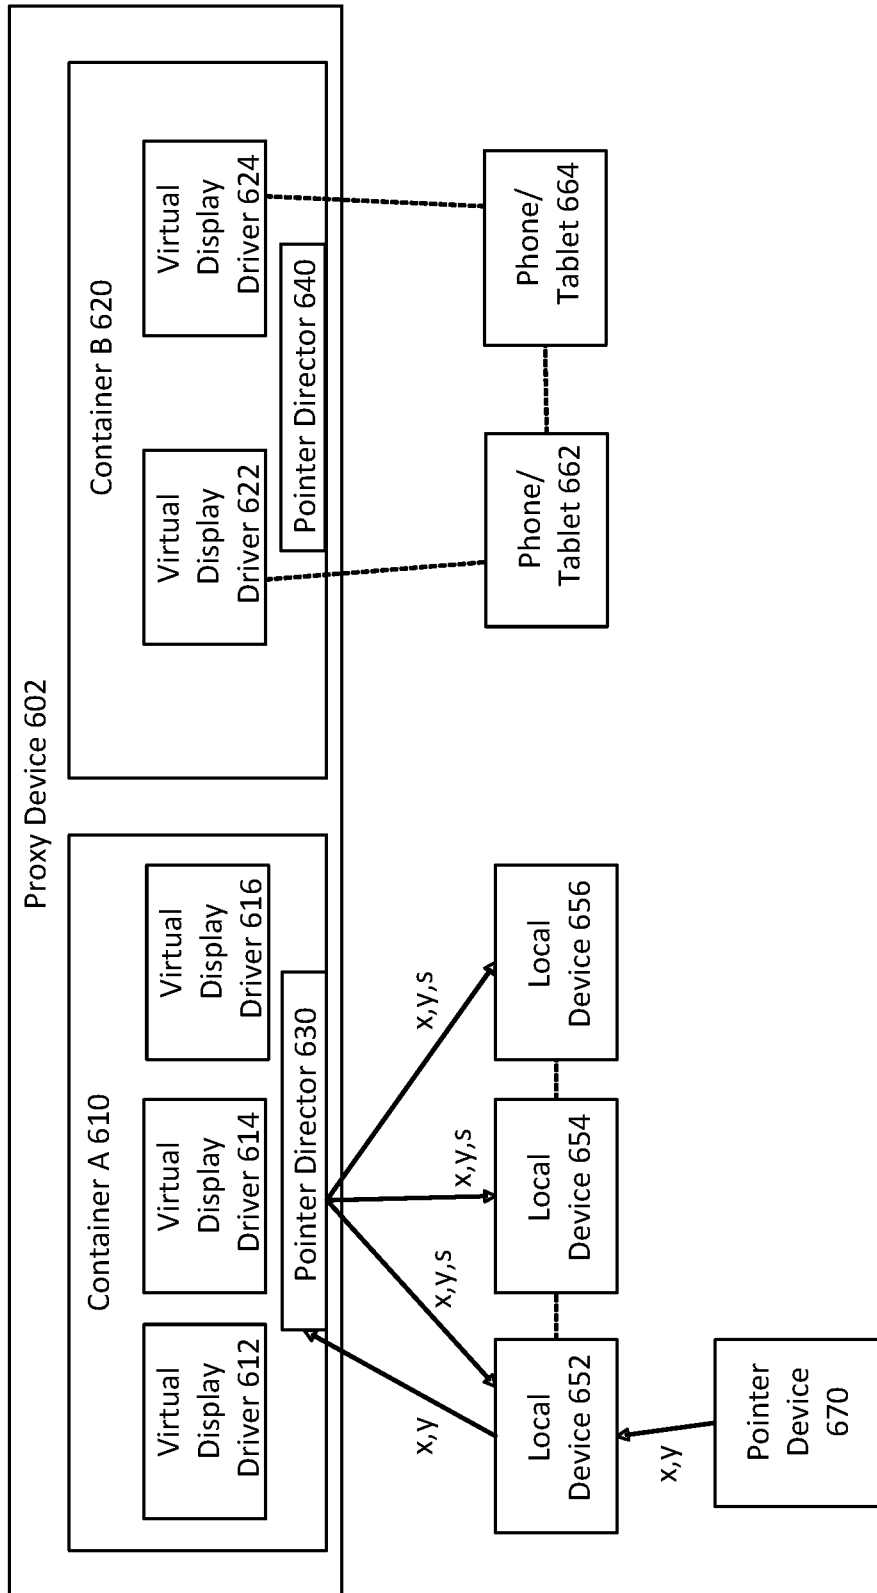 Proxy Device 602
Container A 610
Virtual
Display
Driver 612
Virtual
Display
Driver 614
Virtual
Display
Driver 616
Pointer Director 630
Container B 620
Virtual
Display
Driver 622
Virtual
Display
Driver 624
Pointer Director 640
x,y
x,y,s
x,y,s
x,y,s
Local
Device 652
Local
Device 654
Local
Device 656
Phone/
Tablet 662
Phone/
Tablet 664
x,y
Pointer
Device
670